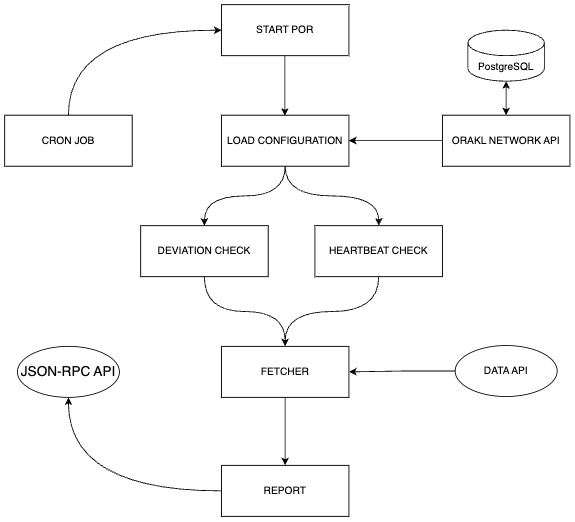 START POR
PostgreSQL
CRON JOB
LOAD CONFIGURATION
ORAKL NETWORK API
DEVIATION CHECK
HEARTBEAT CHECK
JSON-RPC API
FETCHER
DATA API
REPORT